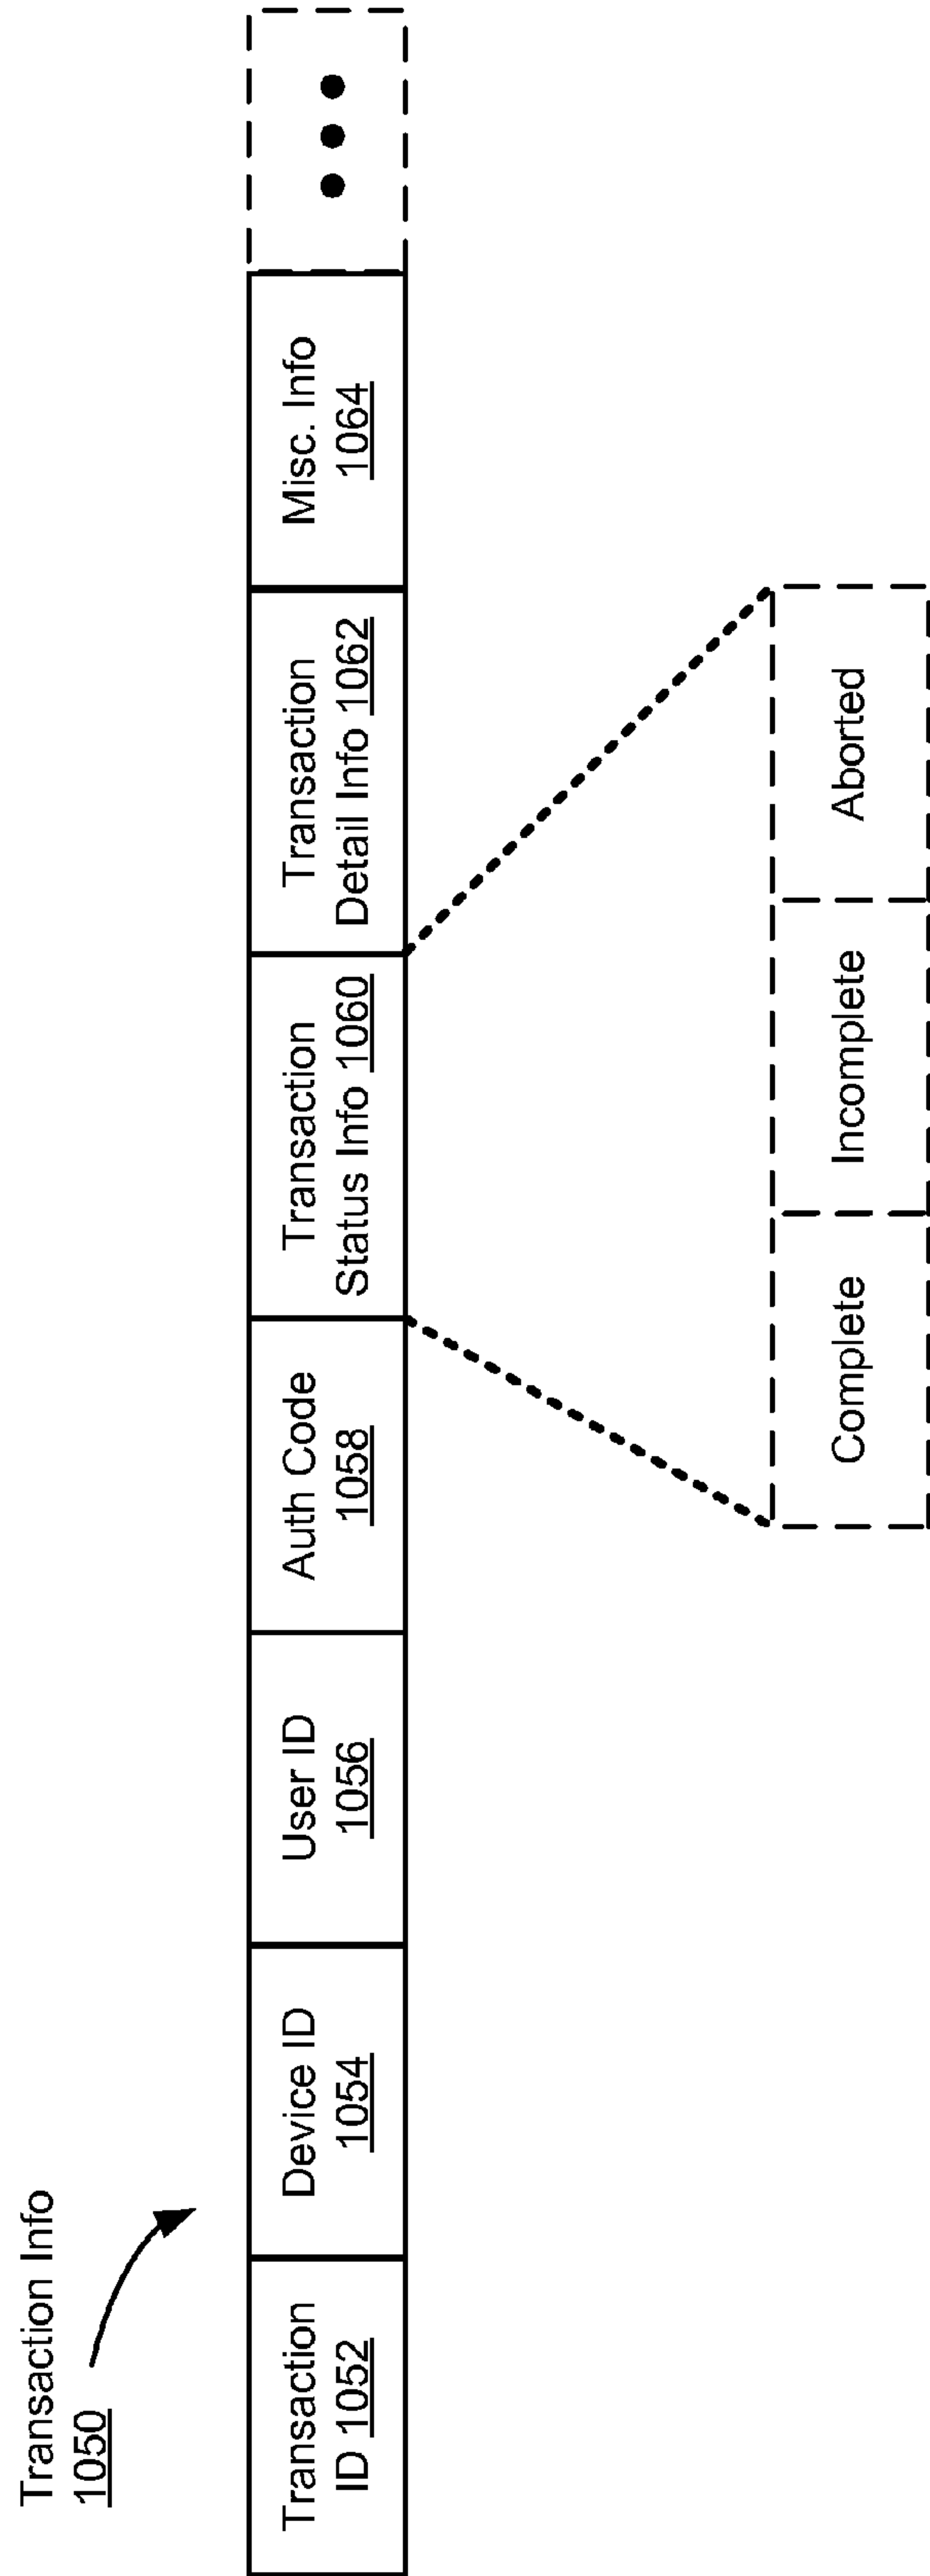 Transaction Info
1050
Transaction
ID 1052
Device ID
1054
User ID
1056
Auth Code
1058
Transaction
Status Info 1060
Transaction
Detail Info 1062
Misc. Info
1064
Complete
Incomplete
Aborted